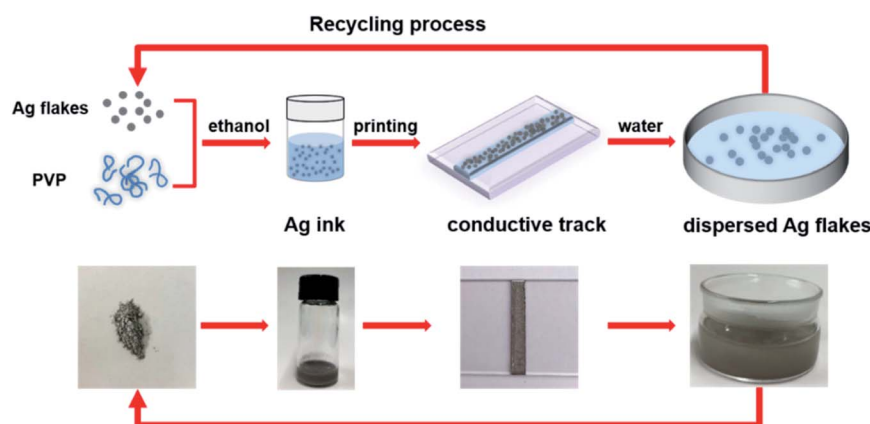 Recycling process
Ag flakes
PVP
ethanol
printing
water
Ag ink
conductive track
dispersed Ag flakes